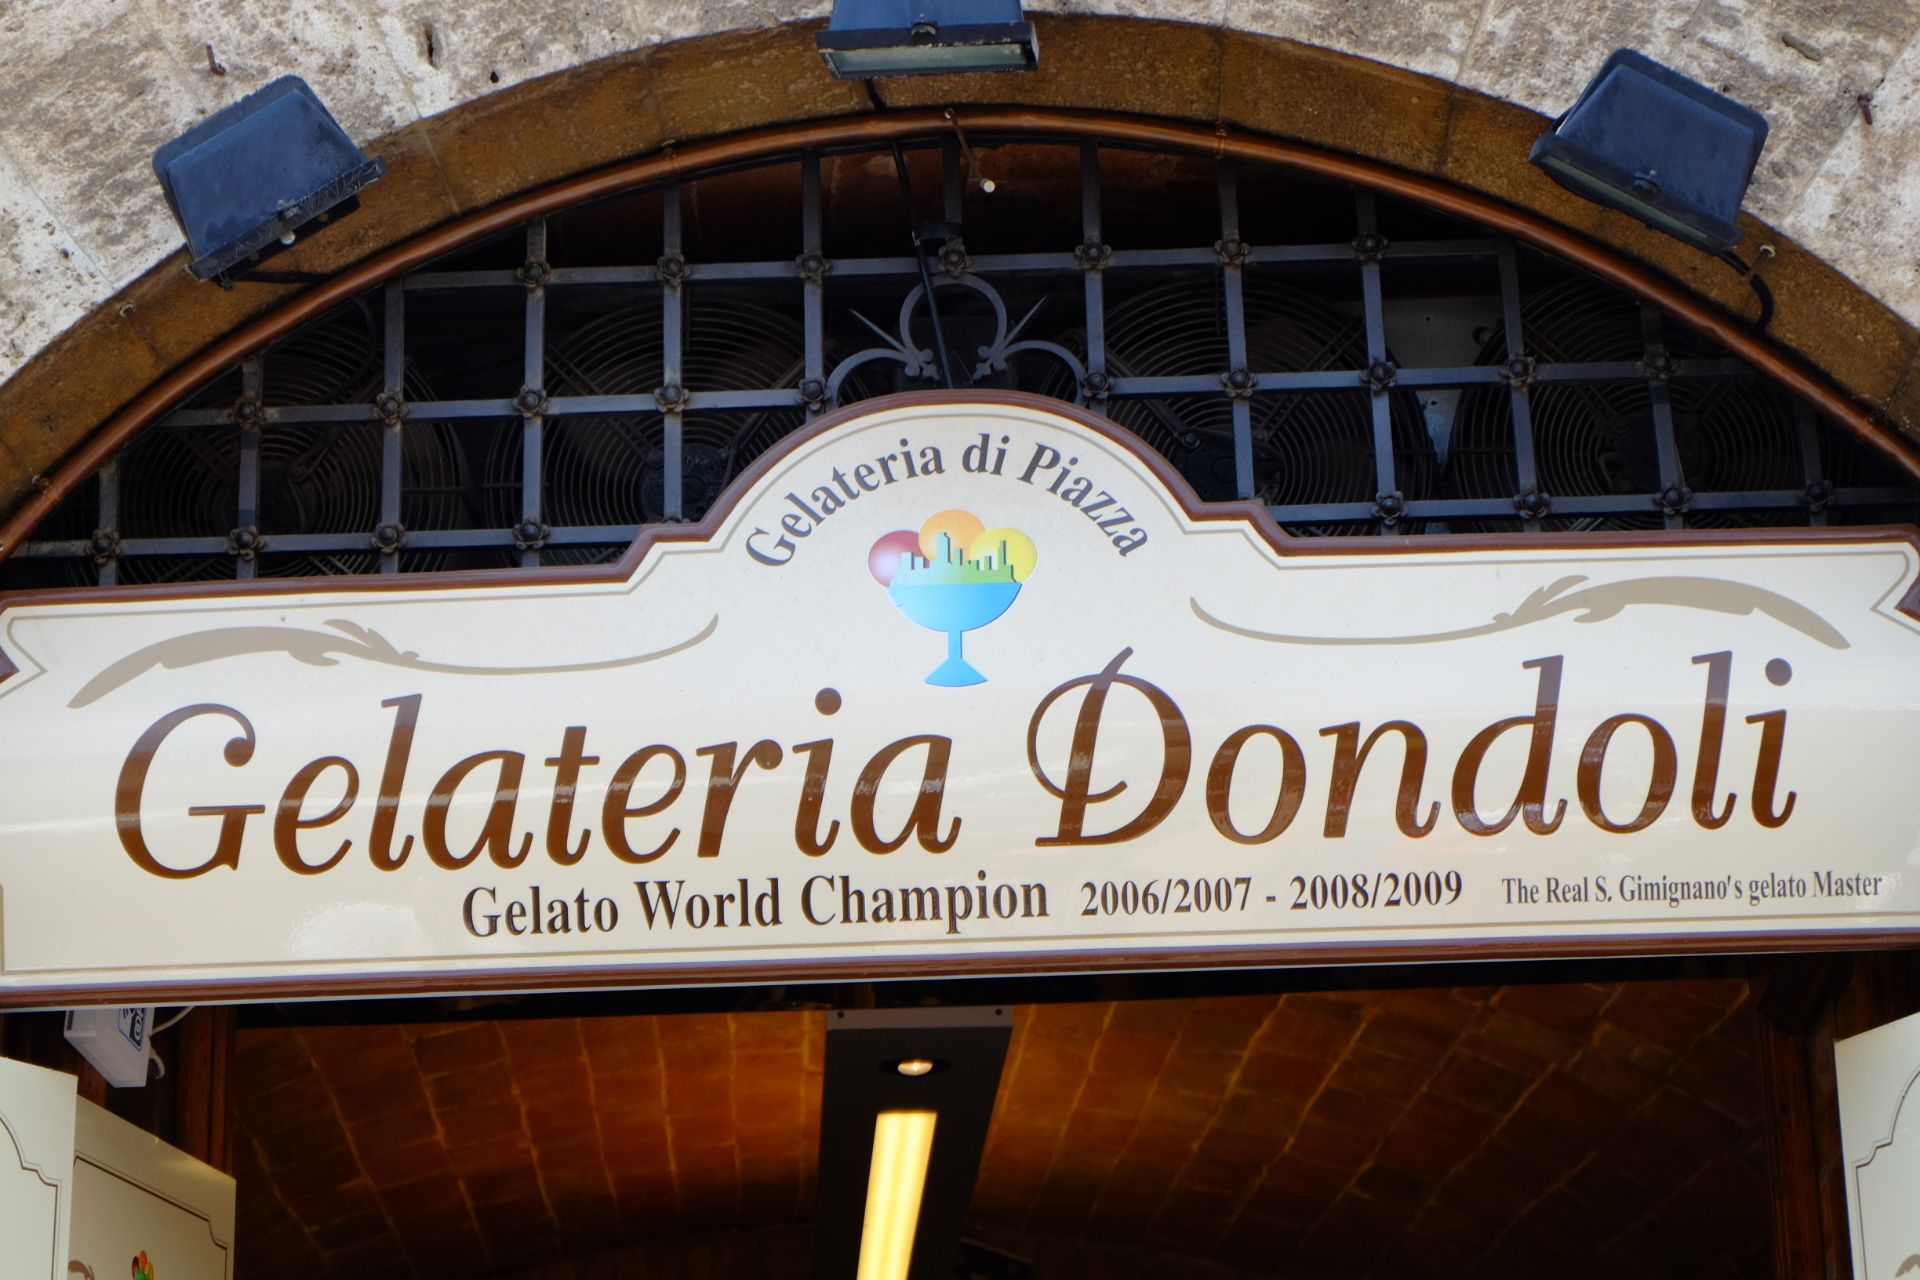 Gelateria di Piazza
Gelateria Dondoli
Gelato World Champion 2006/2007 - 2008/2009 The Real S. Gimignano's gelato Master